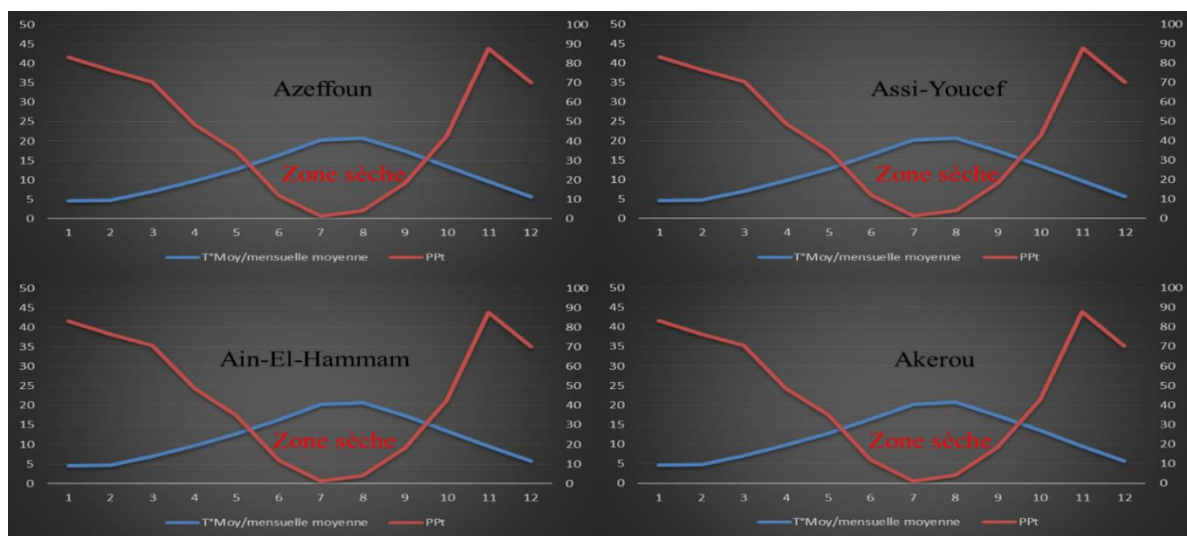 Azeffoun
50 45 40 35 30 25 20 15 10 5 0
100 90 80 70 60 50 40 30 20 10 0
Zone sèche
1 2 3 4 5 6 7 8 9 10 11 12
T°Moy/mensuelle moyenne PPt
Assi-Youcef
50 45 40 35 30 25 20 15 10 5 0
100 90 80 70 60 50 40 30 20 10 0
Zone sèche
1 2 3 4 5 6 7 8 9 10 11 12
T°Moy/mensuelle moyenne PPt
Ain-El-Hammam
50 45 40 35 30 25 20 15 10 5 0
100 90 80 70 60 50 40 30 20 10 0
Zone sèche
1 2 3 4 5 6 7 8 9 10 11 12
T°Moy/mensuelle moyenne PPt
Akerou
50 45 40 35 30 25 20 15 10 5 0
100 90 80 70 60 50 40 30 20 10 0
Zone sèche
1 2 3 4 5 6 7 8 9 10 11 12
T°Moy/mensuelle moyenne PPt